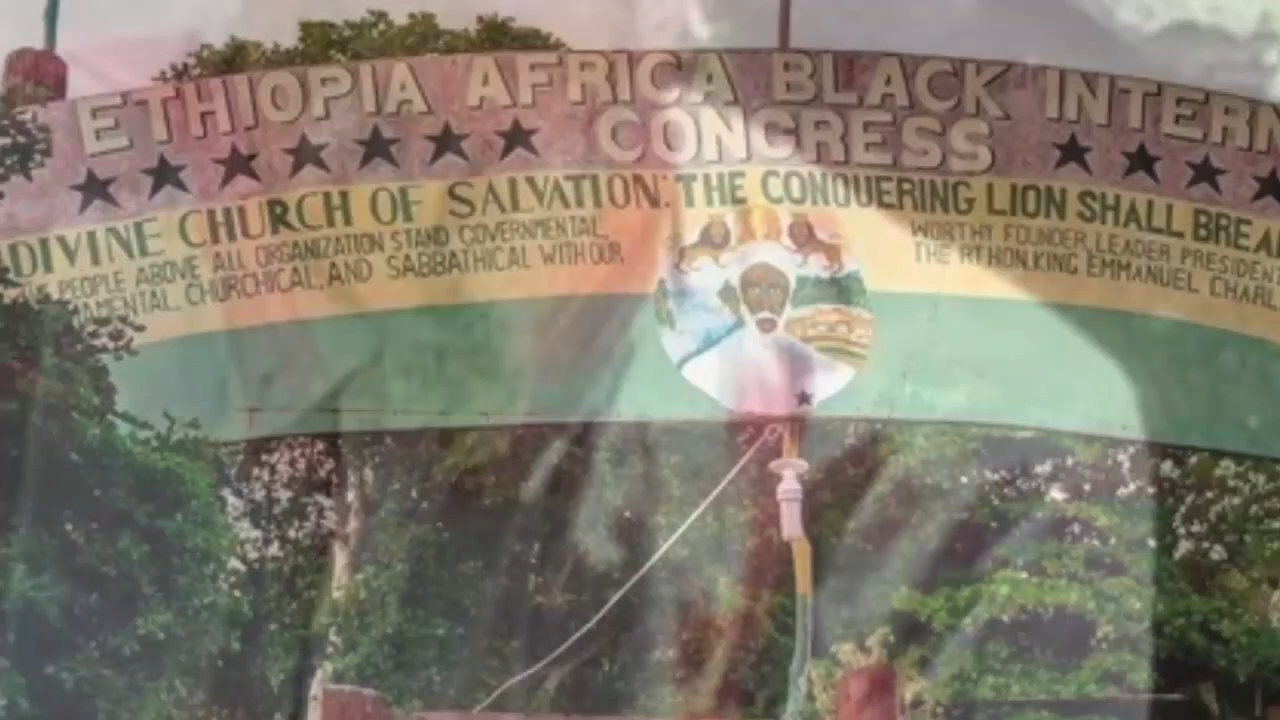 ETHIOPIA AFRICA BLACK INTERN
CONGRESS
DIVINE CHURCH OF SALVATION. THE CONQUERING LION SHALL BREA
PEOPLE ABOVE ALL ORGANIZATION STAND GOVERNMENTAL,
AMENTAL, CHURCHICAL, AND SABBATHICAL WITH OUR
WORTHY FOUNDER LEADER PRESIDENT
THE RT HON. KING EMMANUEL CHARL